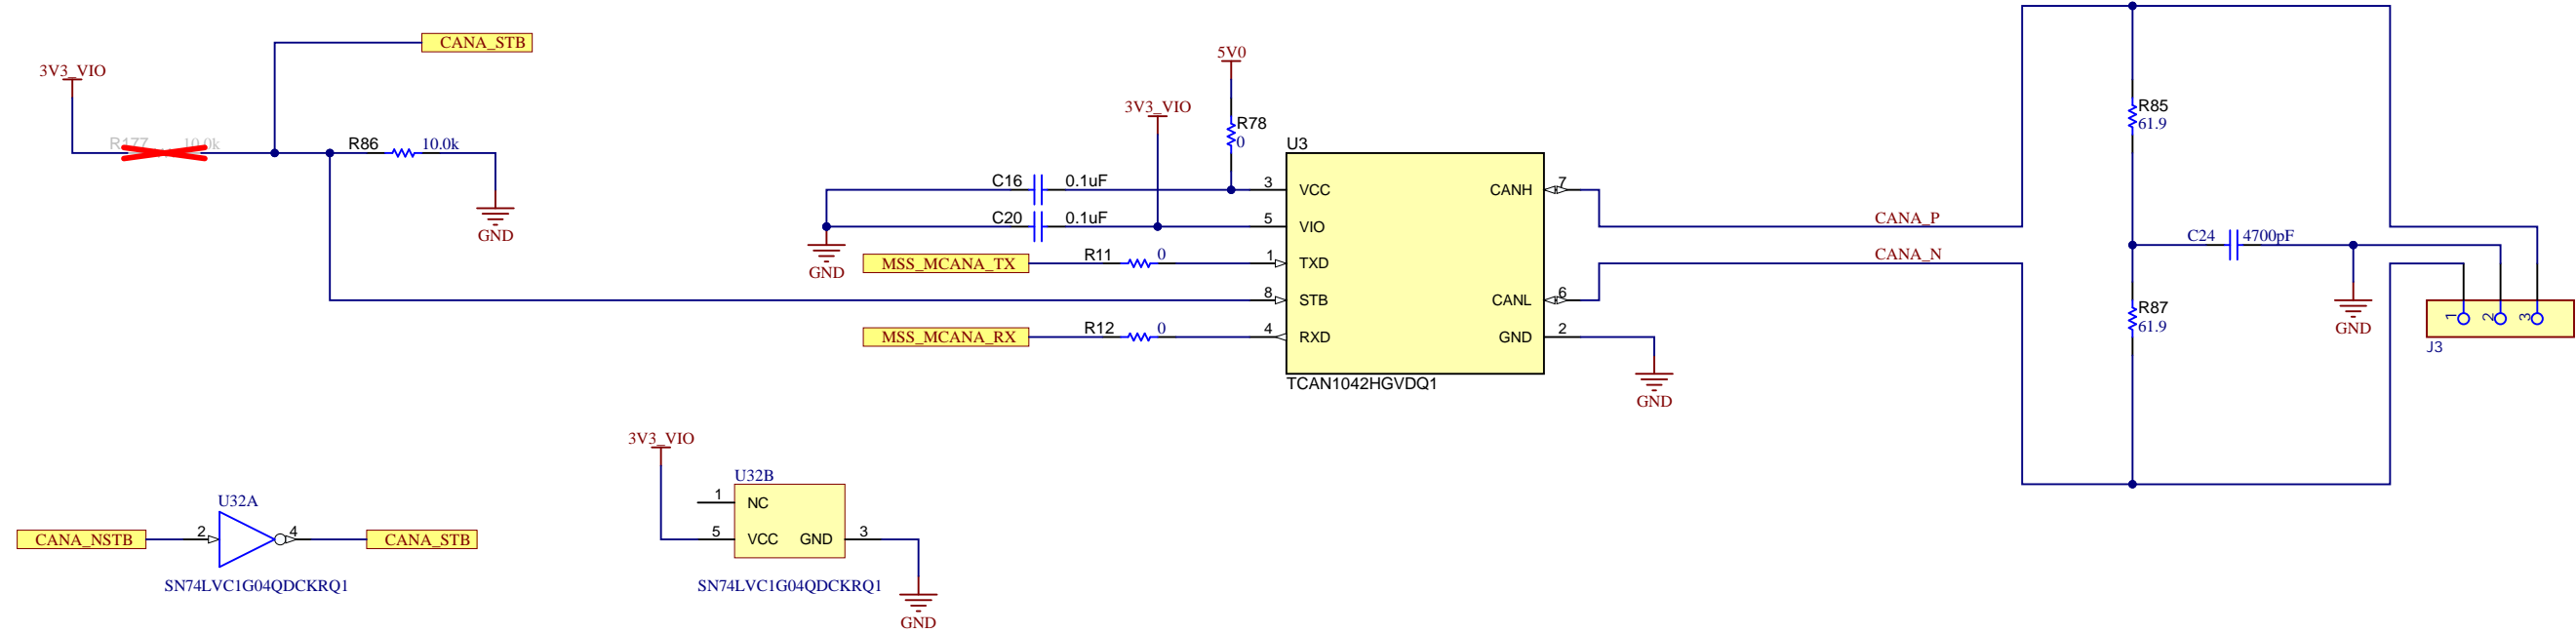 CANA_STB
3V3_VIO
R177 10.0k
R86 10.0k
GND
5V0
3V3_VIO
R78
0
U3
C16 0.1uF
3 VCC
CANH 7
C20 0.1uF
5 VIO
GND
MSS_MCANA_TX
R11 0
1 TXD
8 STB
CANL 6
MSS_MCANA_RX
R12 0
4 RXD
GND 2
TCAN1042HGVDQ1
GND
CANA_P
CANA_N
R85
61.9
C24 4700pF
R87
61.9
GND
1 2 3
J3
U32A
CANA_NSTB
2
4
CANA_STB
SN74LVC1G04QDCKRQ1
3V3_VIO
U32B
1 NC
5 VCC GND 3
SN74LVC1G04QDCKRQ1
GND